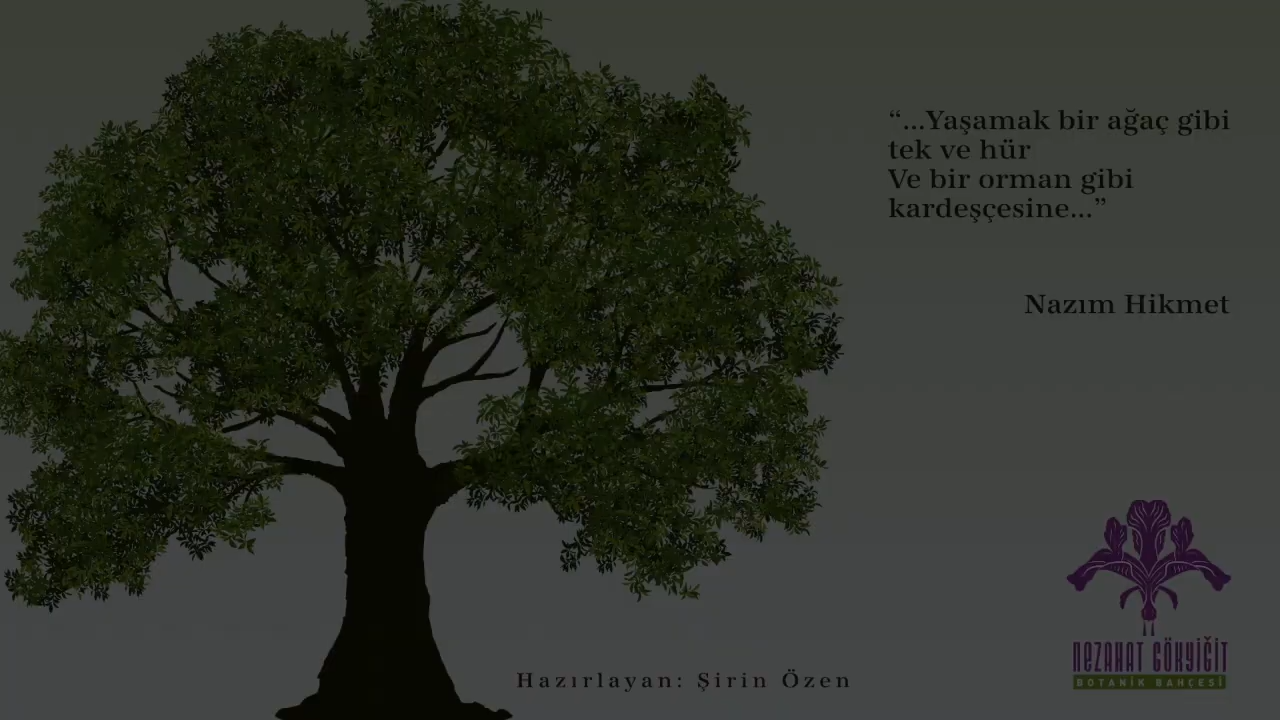 “...Yaşamak bir ağaç gibi
tek ve hür
Ve bir orman gibi
kardeşçesine...”
Nazım Hikmet
Hazırlayan: Şirin Özen
NEZAHAT GÖKYİĞİT
BOTANİK BAHÇESİ